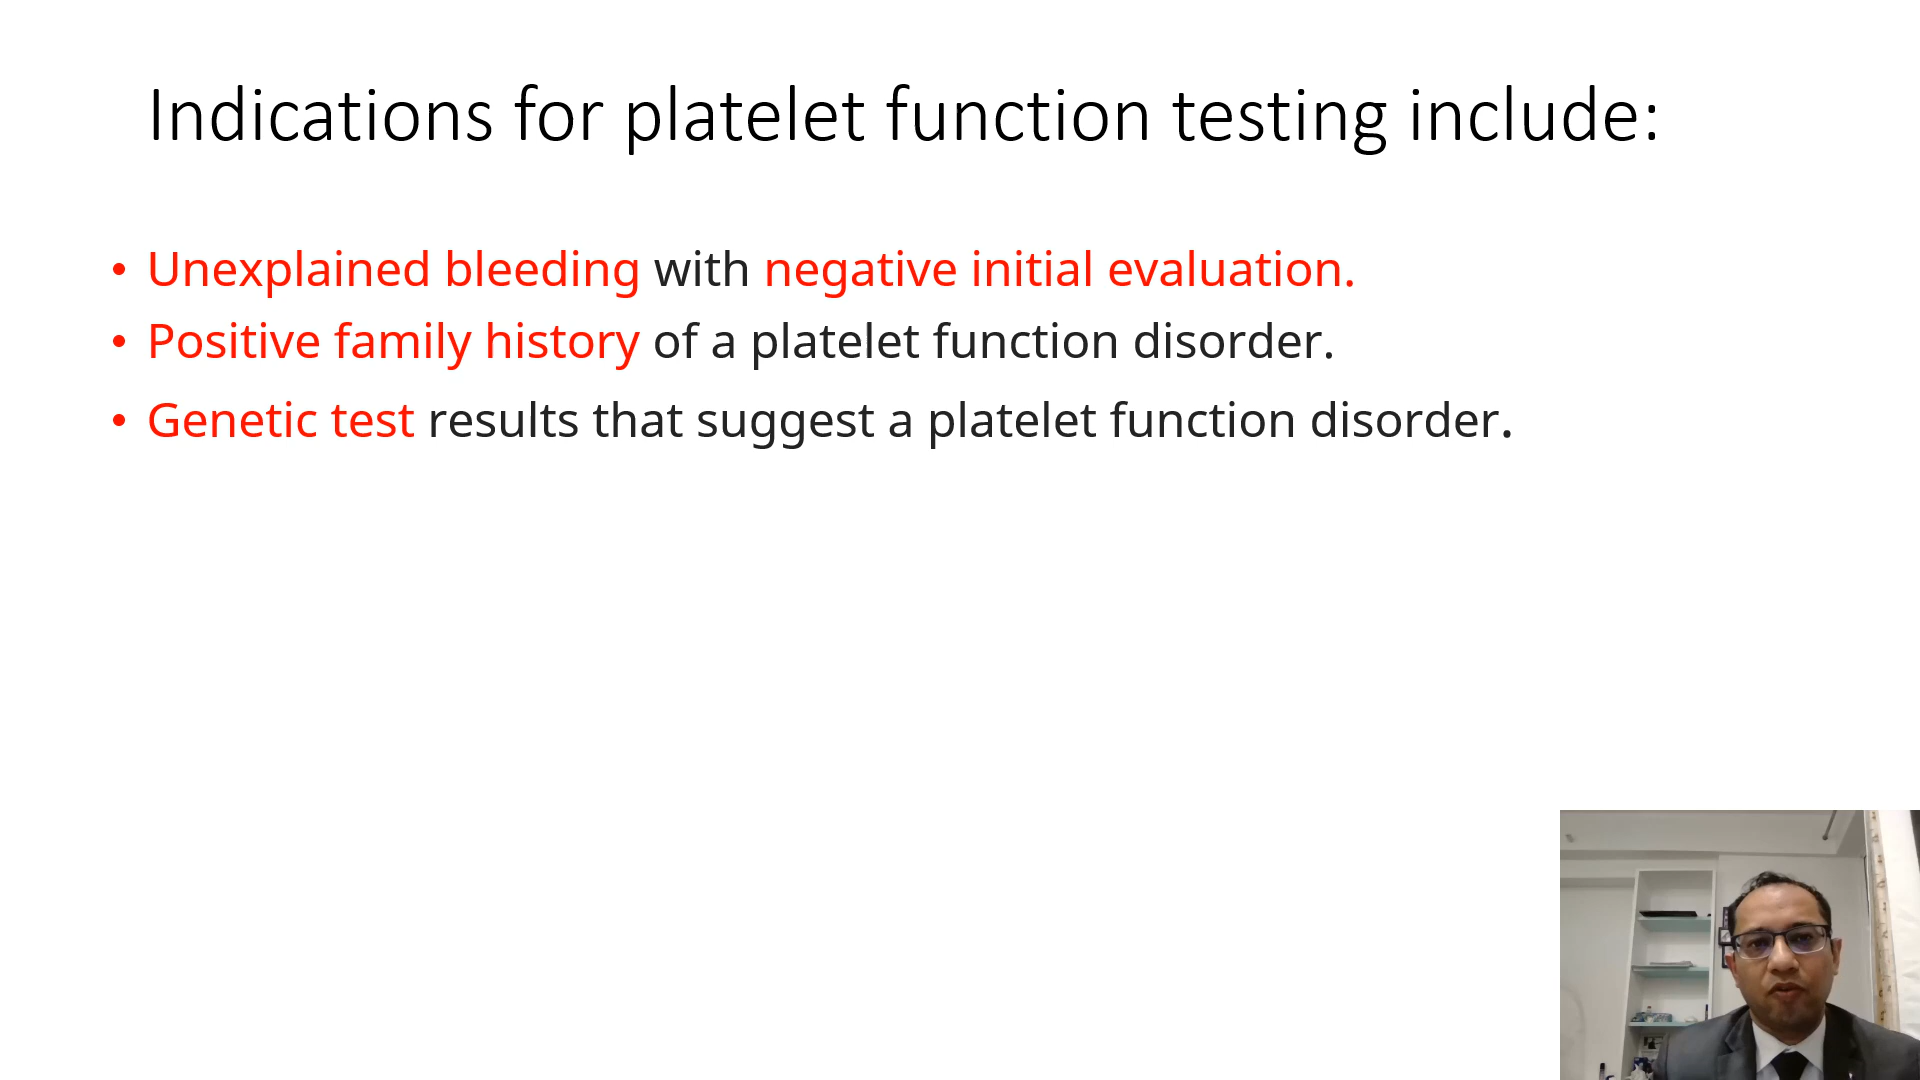 Indications for platelet function testing include:
• Unexplained bleeding with negative initial evaluation.
• Positive family history of a platelet function disorder.
• Genetic test results that suggest a platelet function disorder.